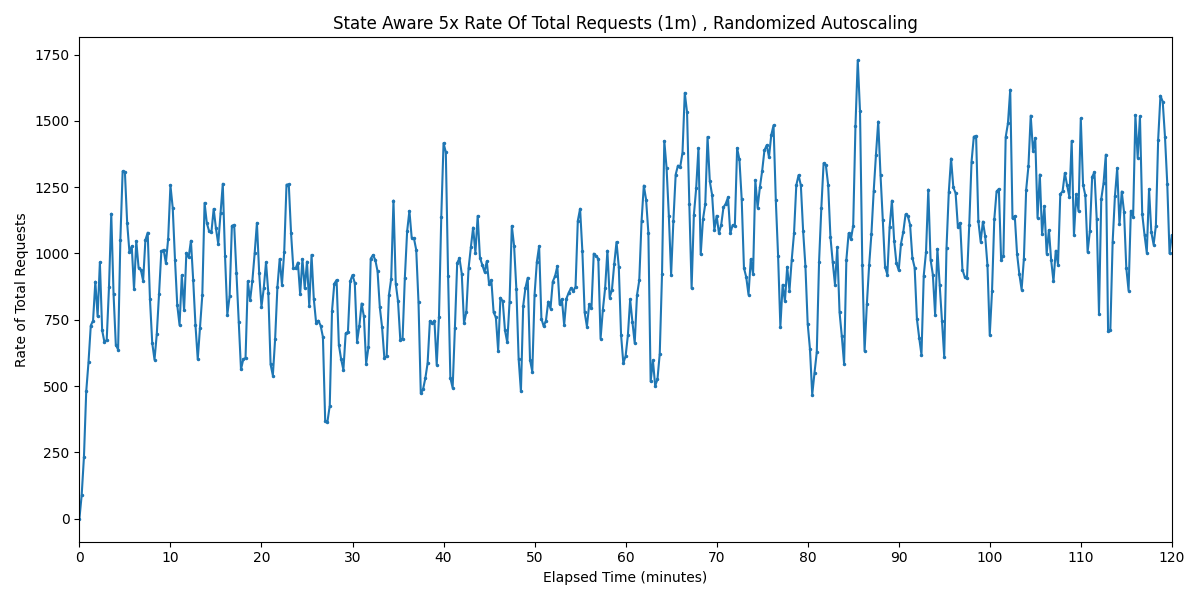 State Aware 5x Rate Of Total Requests (1m) , Randomized Autoscaling
Rate of Total Requests
1750
1500
1250
1000
750
500
250
0
0 10 20 30 40 50 60 70 80 90 100 110 120
Elapsed Time (minutes)